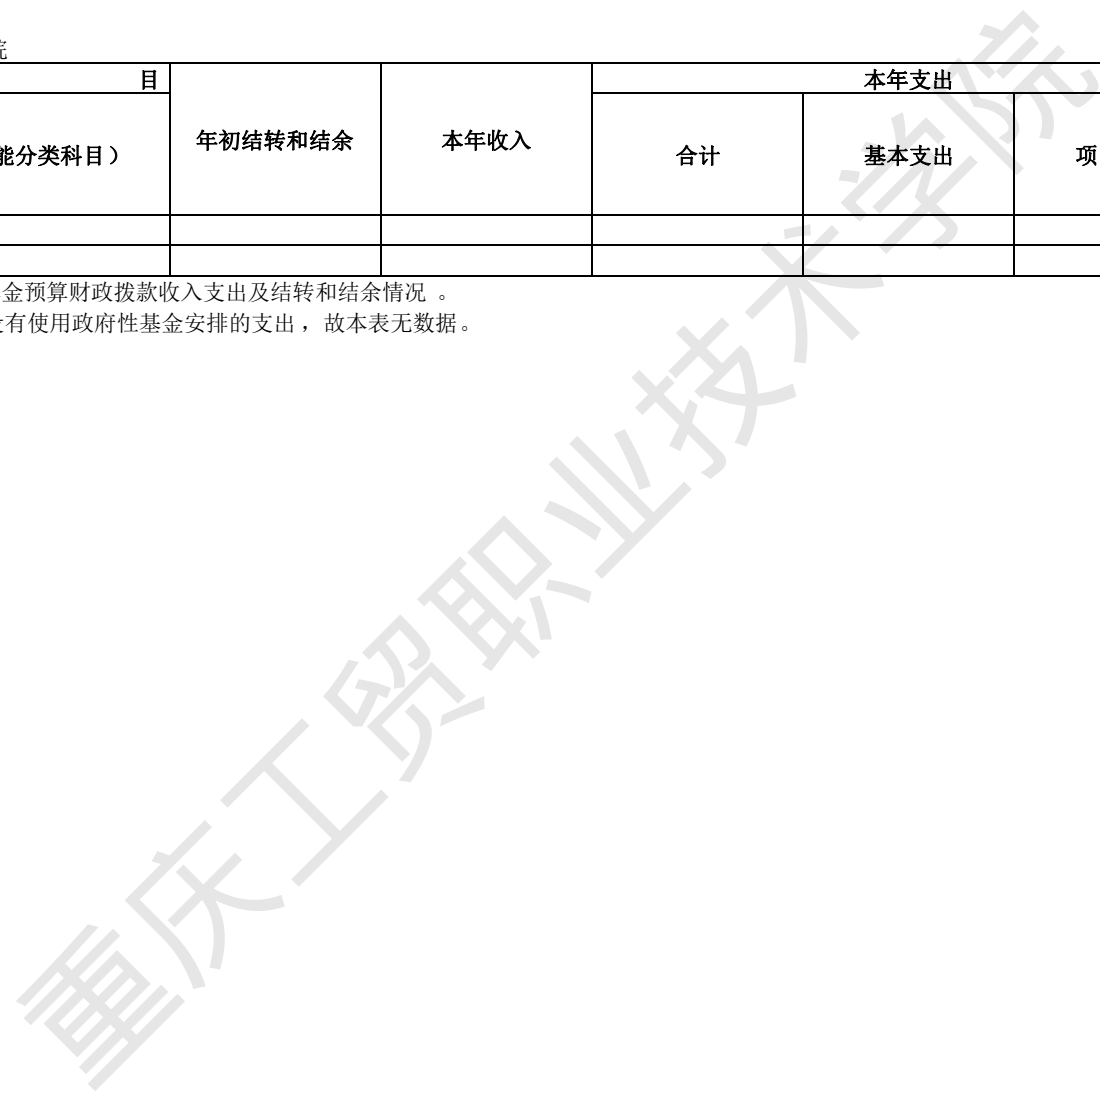 院
目
本年支出
年初结转和结余
本年收入
能分类科目）
合计
基本支出
项
金预算财政拨款收入支出及结转和结余情况 。
没有使用政府性基金安排的支出，故本表无数据。
重庆工贸职业技术学院